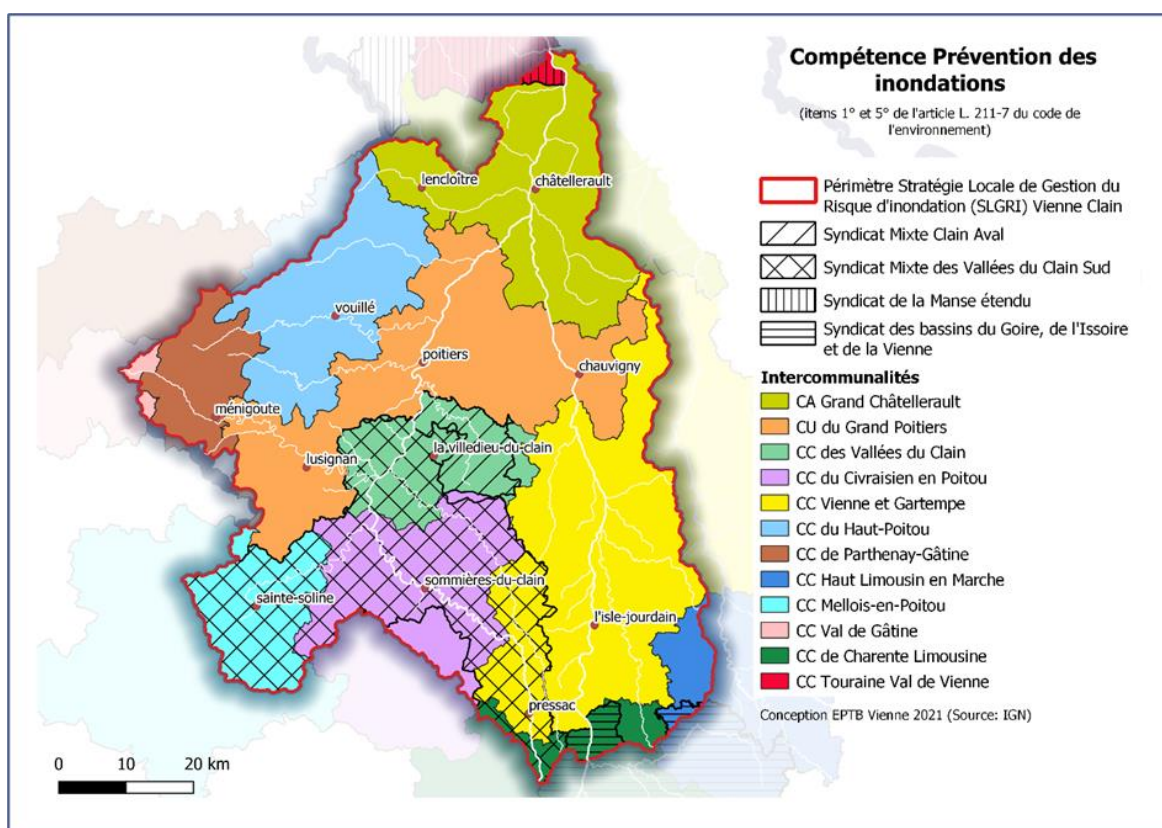 Compétence Prévention des
inondations
(items 1° et 5° de l'article L. 211-7 du code de
l'environnement)
Périmètre Stratégie Locale de Gestion du
Risque d'inondation (SLGRI) Vienne Clain
Syndicat Mixte Clain Aval
Syndicat Mixte des Vallées du Clain Sud
Syndicat de la Manse étendu
Syndicat des bassins du Goire, de l'Issoire
et de la Vienne
Intercommunalités
CA Grand Châtellerault
CU du Grand Poitiers
CC des Vallées du Clain
CC du Civraisien en Poitou
CC Vienne et Gartempe
CC du Haut-Poitou
CC de Parthenay-Gâtine
CC Haut Limousin en Marche
CC Mellois-en-Poitou
CC Val de Gâtine
CC de Charente Limousine
CC Touraine Val de Vienne
Conception EPTB Vienne 2021 (Source: IGN)
lencloître
châtellerault
vouillé
poitiers
chauvigny
ménigoute
lusignan
la villedieu-du-clain
sommières-du-clain
sainte-soline
l'isle-jourdain
pressac
0 10 20 km